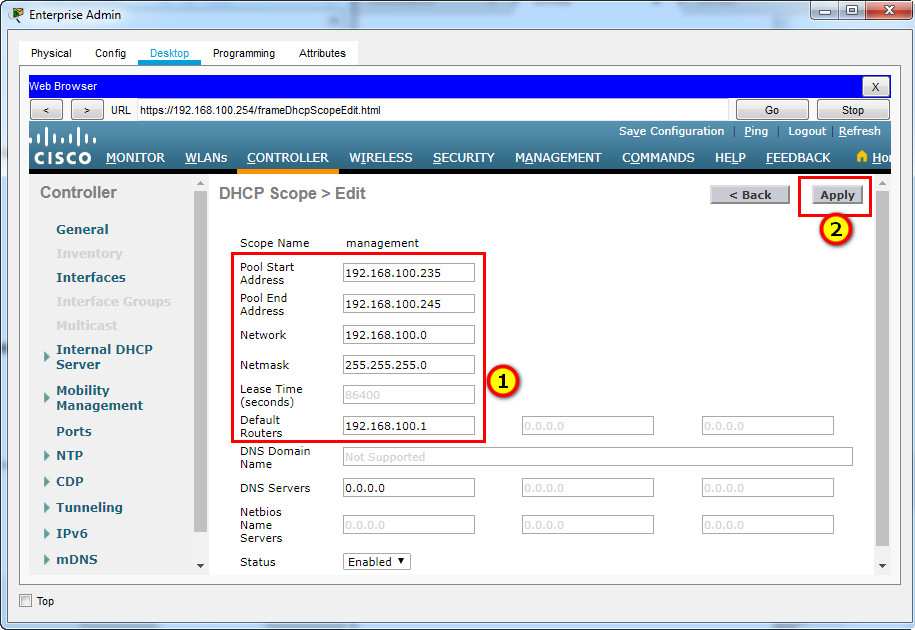 Enterprise Admin
Physical Config Desktop Programming Attributes
Web Browser X
< > URL https://192.168.100.254/frameDhcpScopeEdit.html Go Stop
Save Configuration | Ping | Logout | Refresh
CISCO MONITOR WLANs CONTROLLER WIRELESS SECURITY MANAGEMENT COMMANDS HELP FEEDBACK Ho
Controller
General
Inventory
Interfaces
Interface Groups
Multicast
Internal DHCP
Server
Mobility
Management
Ports
NTP
CDP
Tunneling
IPv6
mDNS
DHCP Scope > Edit < Back Apply
2
Scope Name management
Pool Start
Address 192.168.100.235
Pool End
Address 192.168.100.245
Network 192.168.100.0
Netmask 255.255.255.0
1
Lease Time
(seconds) 86400
Default
Routers 192.168.100.1 0.0.0.0 0.0.0.0
DNS Domain
Name Not Supported
DNS Servers 0.0.0.0 0.0.0.0 0.0.0.0
Netbios
Name
Servers 0.0.0.0 0.0.0.0 0.0.0.0
Status Enabled
Top